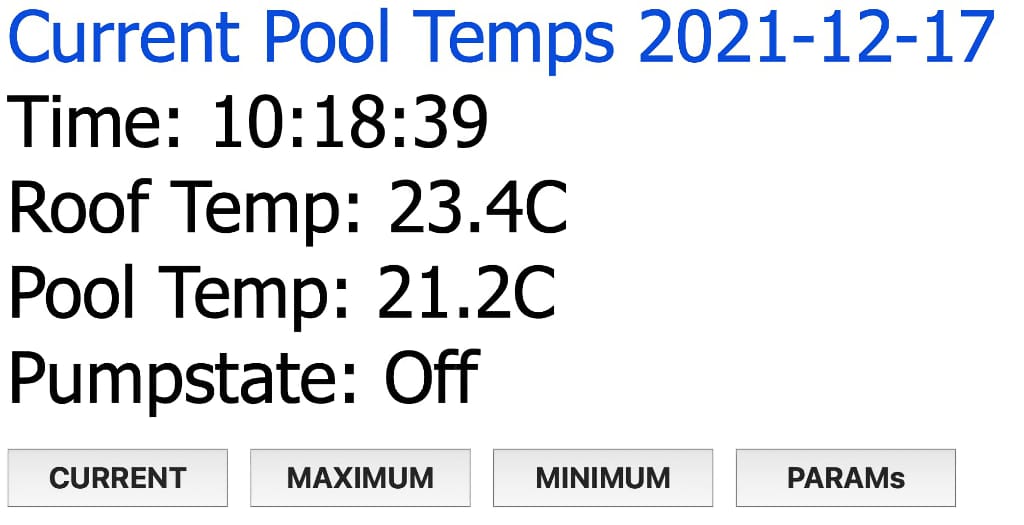 Current Pool Temps 2021-12-17
Time: 10:18:39
Roof Temp: 23.4C
Pool Temp: 21.2C
Pumpstate: Off
CURRENT MAXIMUM MINIMUM PARAMs